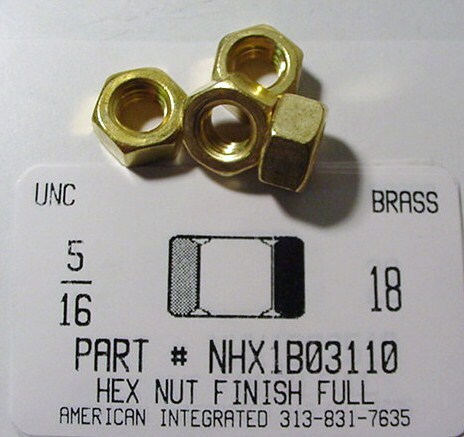 UNC BRASS
5/16 18
PART # NHX1B03110
HEX NUT FINISH FULL
AMERICAN INTEGRATED 313-831-7635